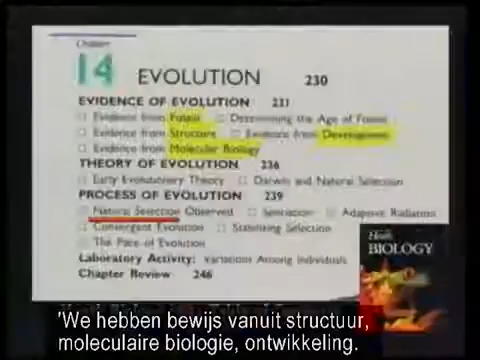 Chapter
14 EVOLUTION 230
EVIDENCE OF EVOLUTION 231
Evidence from Fossils Determining the Age of Fossils
Evidence from Structure Evidence from Development
Evidence from Molecular Biology
THEORY OF EVOLUTION 236
Early Evolutionary Theory Darwin and Natural Selection
PROCESS OF EVOLUTION 239
Natural Selection Observed Speciation Adaptive Radiation
Convergent Evolution Stabilizing Selection
The Pace of Evolution
Laboratory Activity: Variations Among Individuals
Chapter Review 246
Heath
BIOLOGY
'We hebben bewijs vanuit structuur,
moleculaire biologie, ontwikkeling.